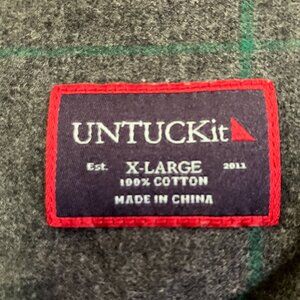 UNTUCKit
Est. X-LARGE 2011
100% COTTON
MADE IN CHINA